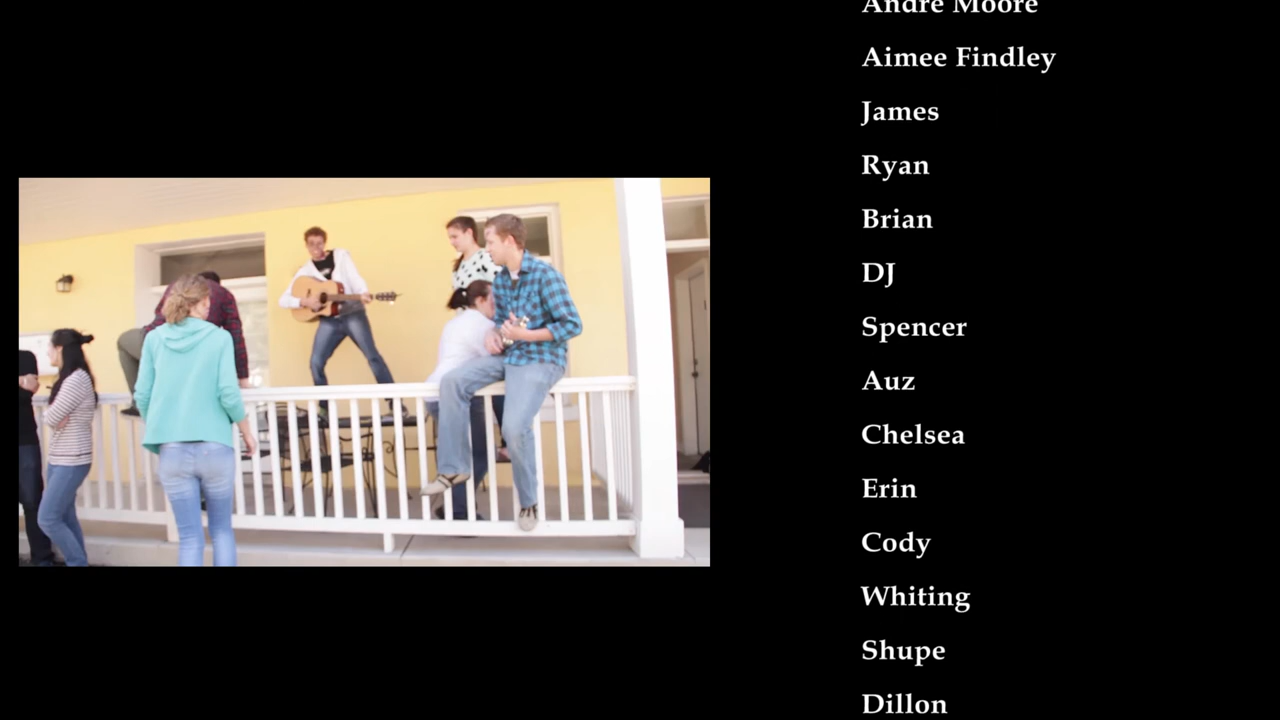 Andre Moore
Aimee Findley
James
Ryan
Brian
DJ
Spencer
Auz
Chelsea
Erin
Cody
Whiting
Shupe
Dillon